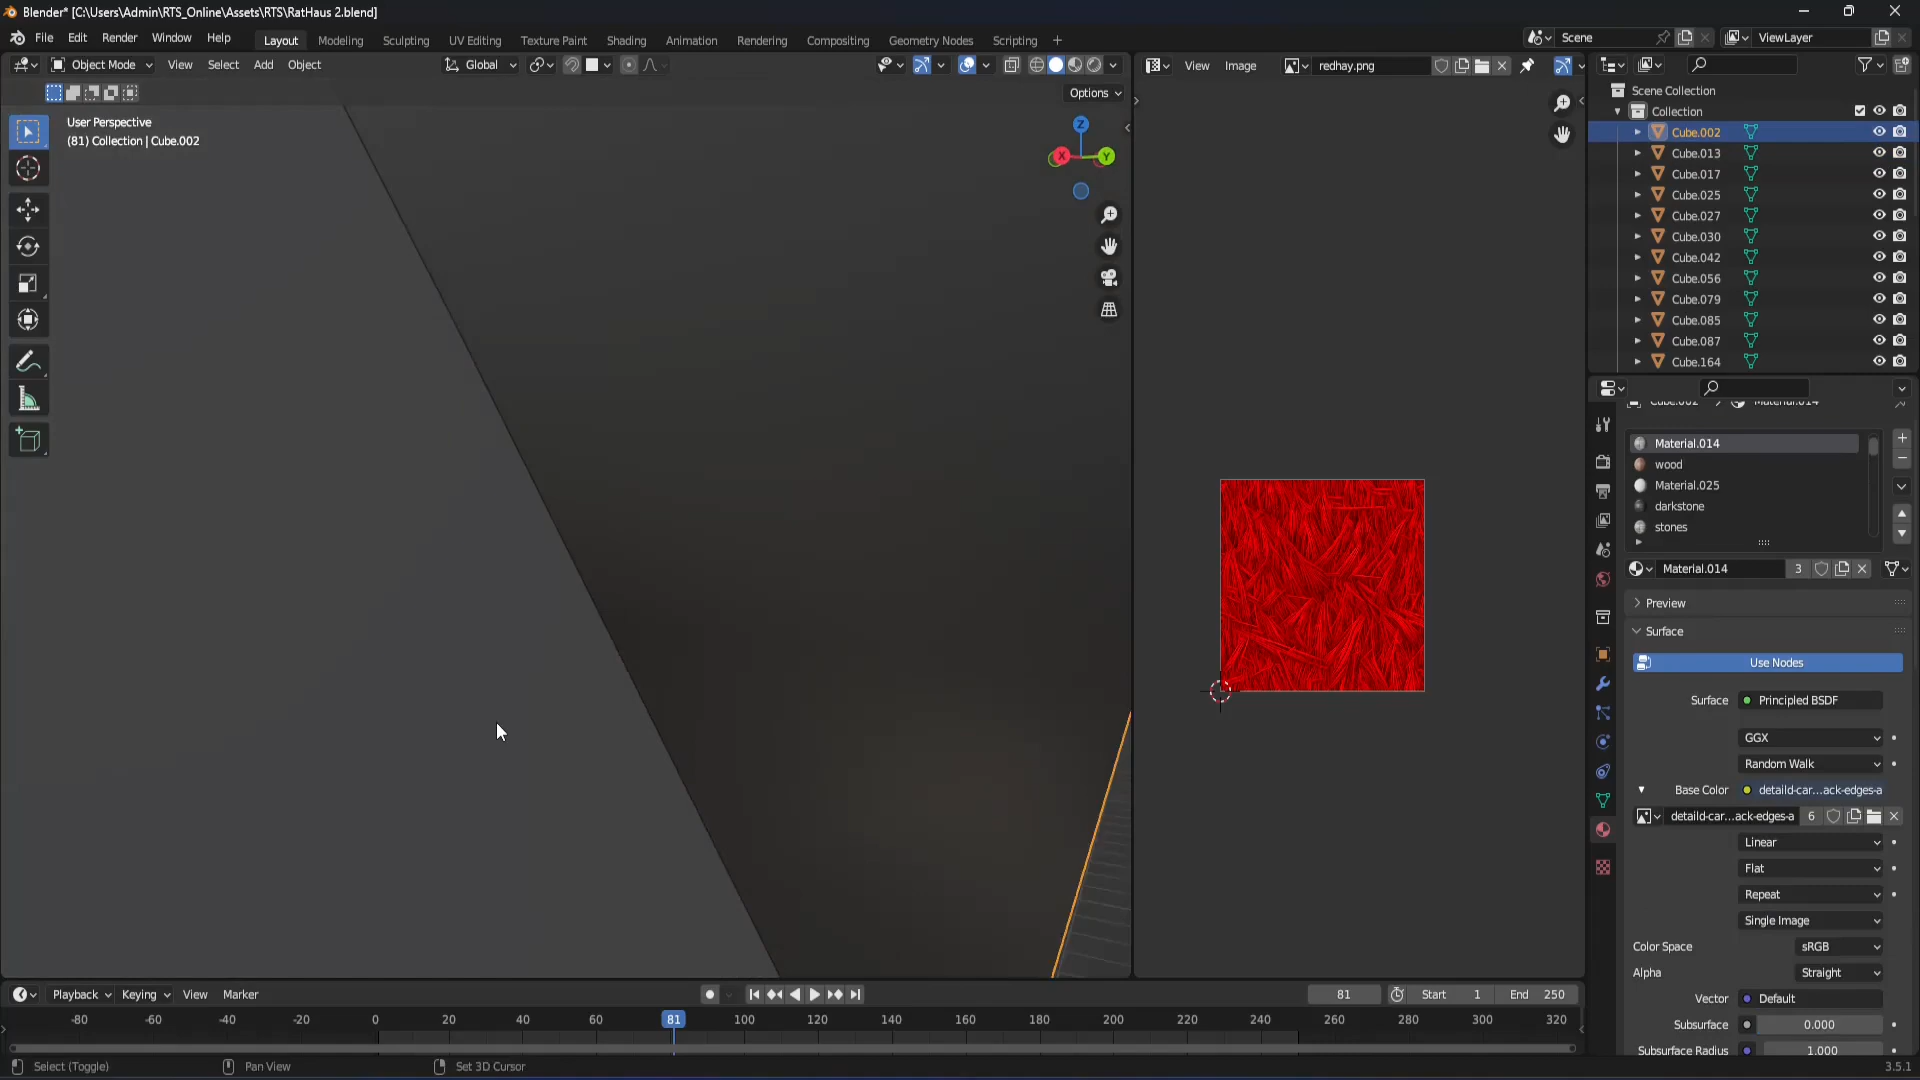 Blender* [C:\Users\Admin\RTS_Online\Assets\RTS\RatHaus 2.blend]
File Edit Render Window Help Layout Modeling Sculpting UV Editing Texture Paint Shading Animation Rendering Compositing Geometry Nodes Scripting + Scene ViewLayer
Object Mode View Select Add Object Global View Image redhay.png
Options
User Perspective
(81) Collection | Cube.002
Z
X Y
Scene Collection
Collection
Cube.002
Cube.013
Cube.017
Cube.025
Cube.027
Cube.030
Cube.042
Cube.056
Cube.079
Cube.085
Cube.087
Cube.164
Material.014
wood
Material.025
darkstone
stones
Material.014 3
Preview
Surface
Use Nodes
Surface Principled BSDF
GGX
Random Walk
Base Color detaild-car...ack-edges-a
detaild-car...ack-edges-a 6
Linear
Flat
Repeat
Single Image
Color Space sRGB
Alpha Straight
Vector Default
Subsurface 0.000
Subsurface Radius 1.000
Playback Keying View Marker 81 Start 1 End 250
-80 -60 -40 -20 0 20 40 60 81 100 120 140 160 180 200 220 240 260 280 300 320
Select (Toggle) Pan View Set 3D Cursor 3.5.1